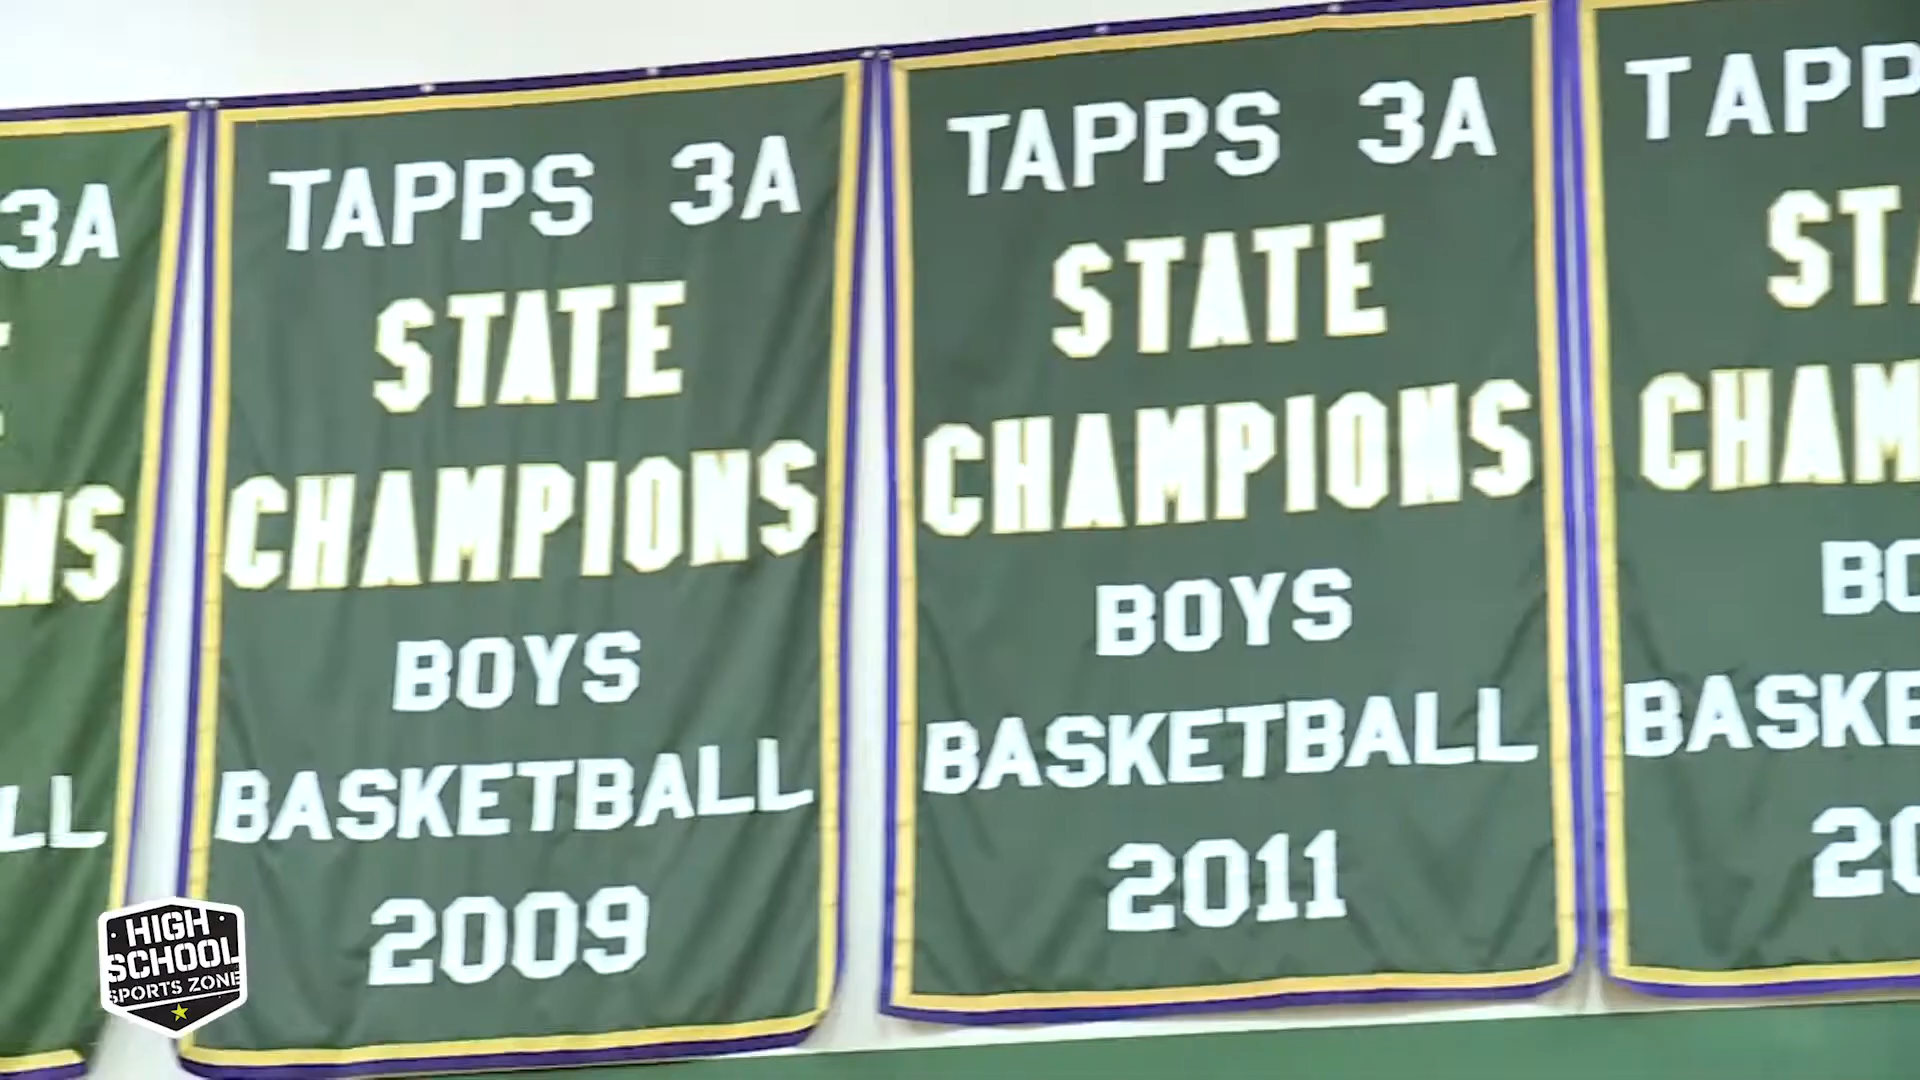 3A
NS
LL
TAPPS 3A
STATE
CHAMPIONS
BOYS
BASKETBALL
2009
TAPPS 3A
STATE
CHAMPIONS
BOYS
BASKETBALL
2011
TAPP
STA
CHAM
BO
BASKE
20
HIGH
SCHOOL
SPORTS ZONE